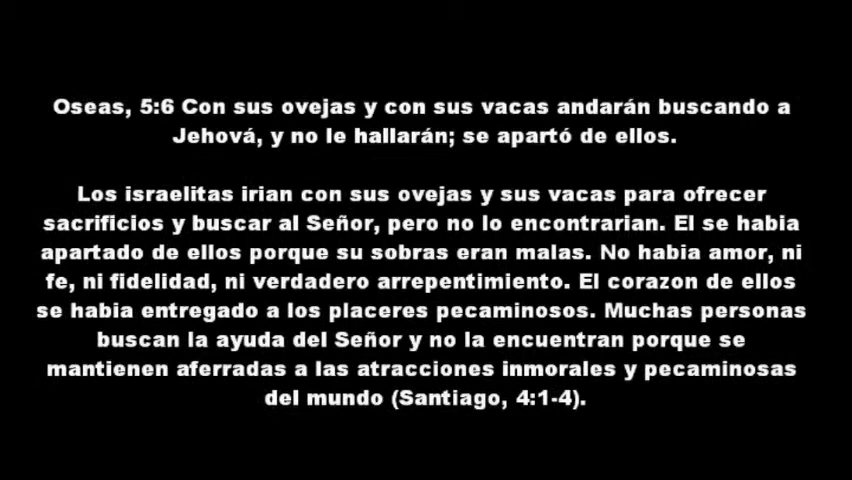 Oseas, 5:6 Con sus ovejas y con sus vacas andarán buscando a
Jehová, y no le hallarán; se apartó de ellos.
Los israelitas irian con sus ovejas y sus vacas para ofrecer
sacrificios y buscar al Señor, pero no lo encontrarian. El se habia
apartado de ellos porque su sobras eran malas. No habia amor, ni
fe, ni fidelidad, ni verdadero arrepentimiento. El corazon de ellos
se habia entregado a los placeres pecaminosos. Muchas personas
buscan la ayuda del Señor y no la encuentran porque se
mantienen aferradas a las atracciones inmorales y pecaminosas
del mundo (Santiago, 4:1-4).